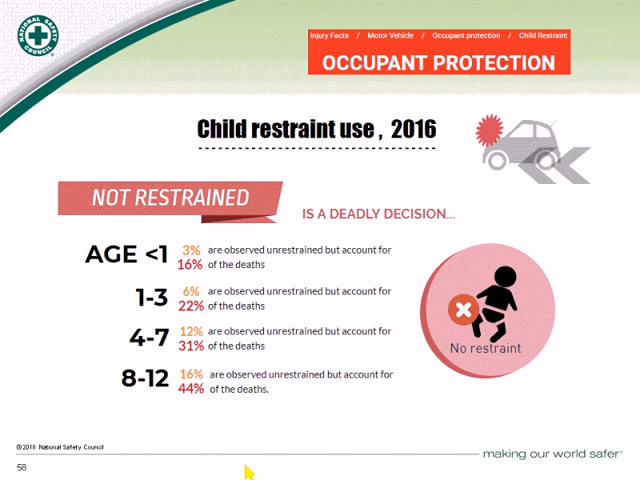 NATIONAL SAFETY COUNCIL
Injury Facts / Motor Vehicle / Occupant protection / Child Restraint
OCCUPANT PROTECTION
Child restraint use , 2016
NOT RESTRAINED
IS A DEADLY DECISION...
AGE <1
3% are observed unrestrained but account for
16% of the deaths
1-3
6% are observed unrestrained but account for
22% of the deaths
4-7
12% are observed unrestrained but account for
31% of the deaths
8-12
16% are observed unrestrained but account for
44% of the deaths.
No restraint
©2018 National Safety Council
making our world safer™
58